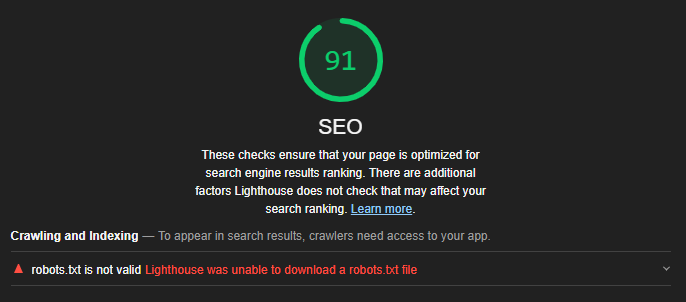 91
SEO
These checks ensure that your page is optimized for
search engine results ranking. There are additional
factors Lighthouse does not check that may affect your
search ranking. Learn more.
Crawling and Indexing — To appear in search results, crawlers need access to your app.
robots.txt is not valid Lighthouse was unable to download a robots.txt file